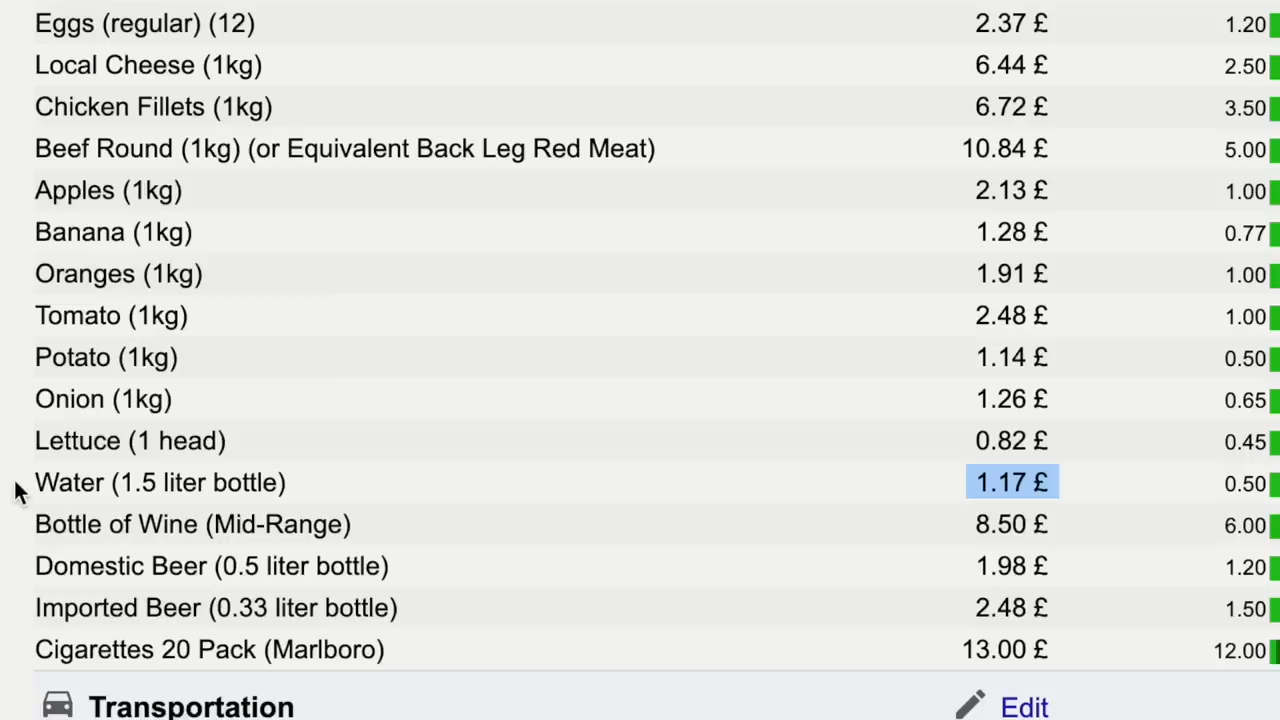 Eggs (regular) (12) 2.37 £ 1.20
Local Cheese (1kg) 6.44 £ 2.50
Chicken Fillets (1kg) 6.72 £ 3.50
Beef Round (1kg) (or Equivalent Back Leg Red Meat) 10.84 £ 5.00
Apples (1kg) 2.13 £ 1.00
Banana (1kg) 1.28 £ 0.77
Oranges (1kg) 1.91 £ 1.00
Tomato (1kg) 2.48 £ 1.00
Potato (1kg) 1.14 £ 0.50
Onion (1kg) 1.26 £ 0.65
Lettuce (1 head) 0.82 £ 0.45
Water (1.5 liter bottle) 1.17 £ 0.50
Bottle of Wine (Mid-Range) 8.50 £ 6.00
Domestic Beer (0.5 liter bottle) 1.98 £ 1.20
Imported Beer (0.33 liter bottle) 2.48 £ 1.50
Cigarettes 20 Pack (Marlboro) 13.00 £ 12.00
Transportation Edit